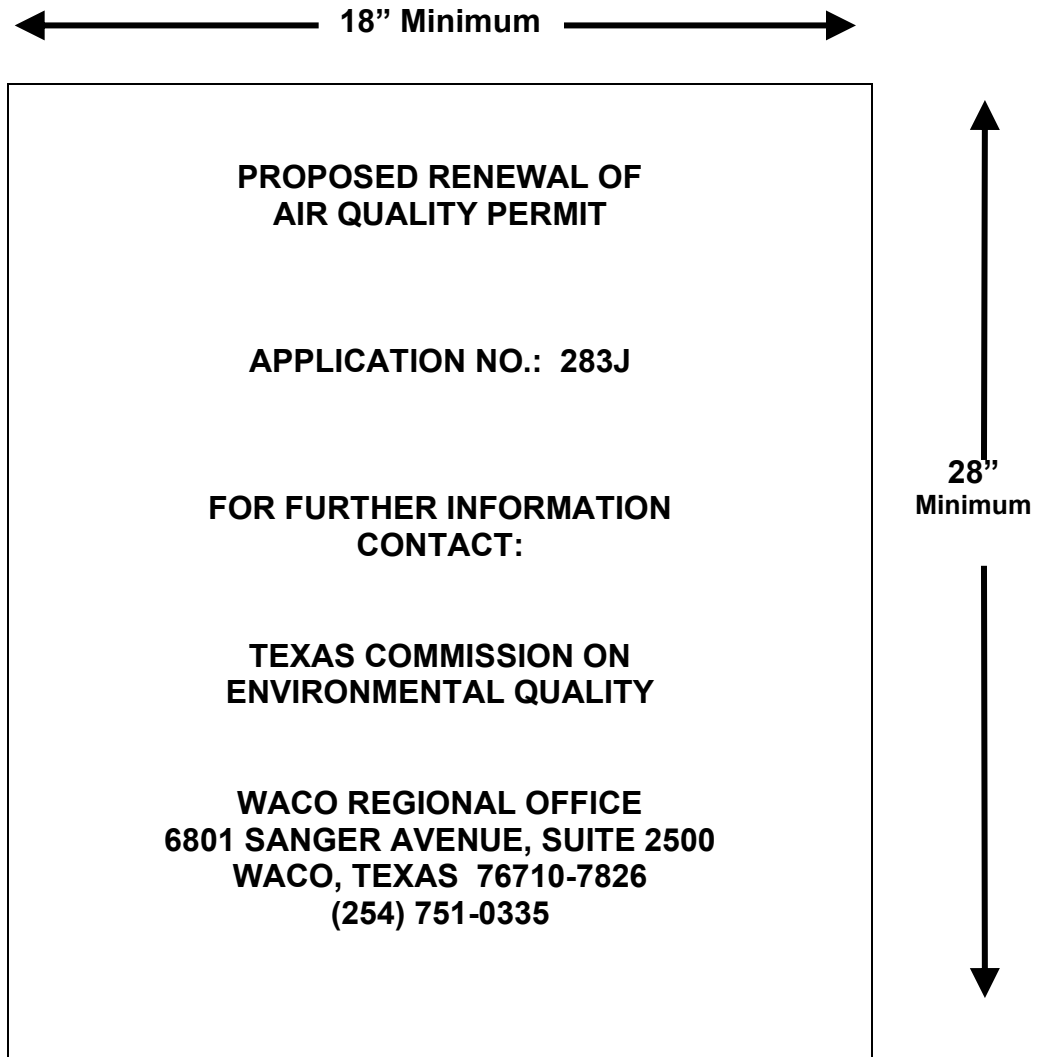 18” Minimum
PROPOSED RENEWAL OF
AIR QUALITY PERMIT
APPLICATION NO.:  283J
FOR FURTHER INFORMATION
CONTACT:
28”
Minimum
TEXAS COMMISSION ON
ENVIRONMENTAL QUALITY
WACO REGIONAL OFFICE
6801 SANGER AVENUE, SUITE 2500
WACO, TEXAS  76710-7826
(254) 751-0335